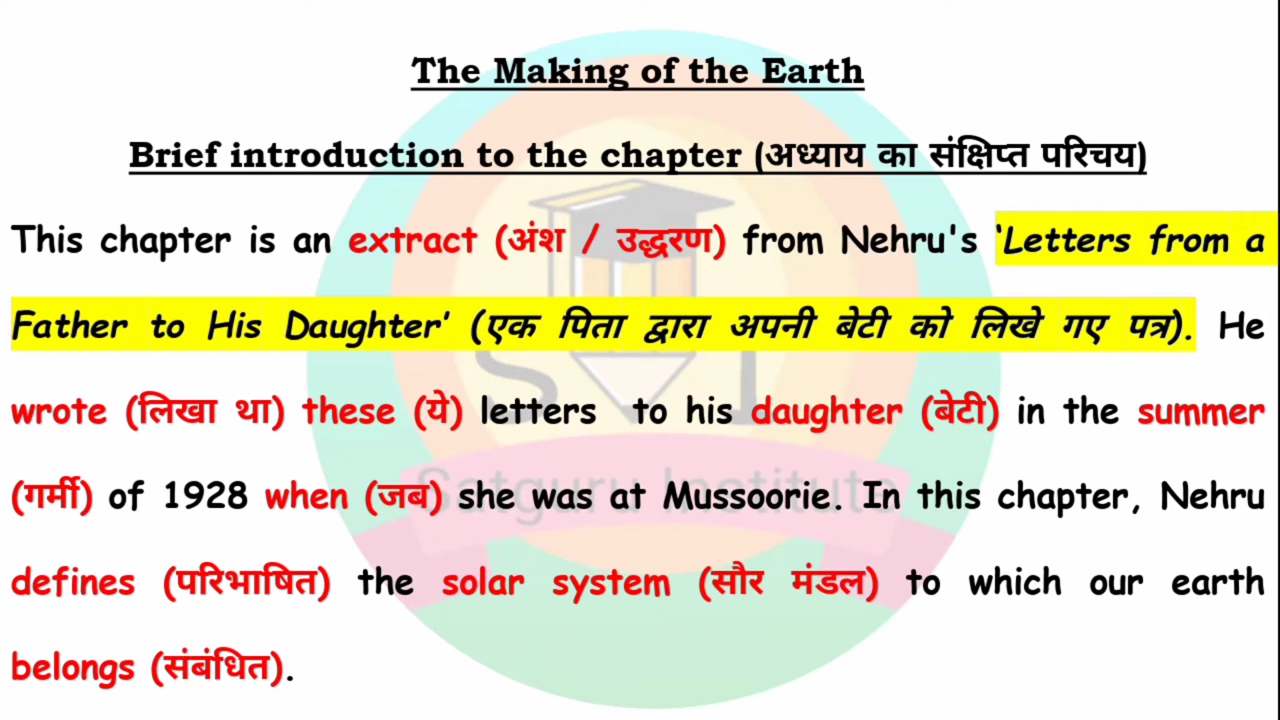 The Making of the Earth
Brief introduction to the chapter (अध्याय का संक्षिप्त परिचय)
This chapter is an extract (अंश / उद्धरण) from Nehru's 'Letters from a
Father to His Daughter' (एक पिता द्वारा अपनी बेटी को लिखे गए पत्र). He
wrote (लिखा था) these (ये) letters to his daughter (बेटी) in the summer
(गर्मी) of 1928 when (जब) she was at Mussoorie. In this chapter, Nehru
defines (परिभाषित) the solar system (सौर मंडल) to which our earth
belongs (संबंधित).
S I
Satguru Institute